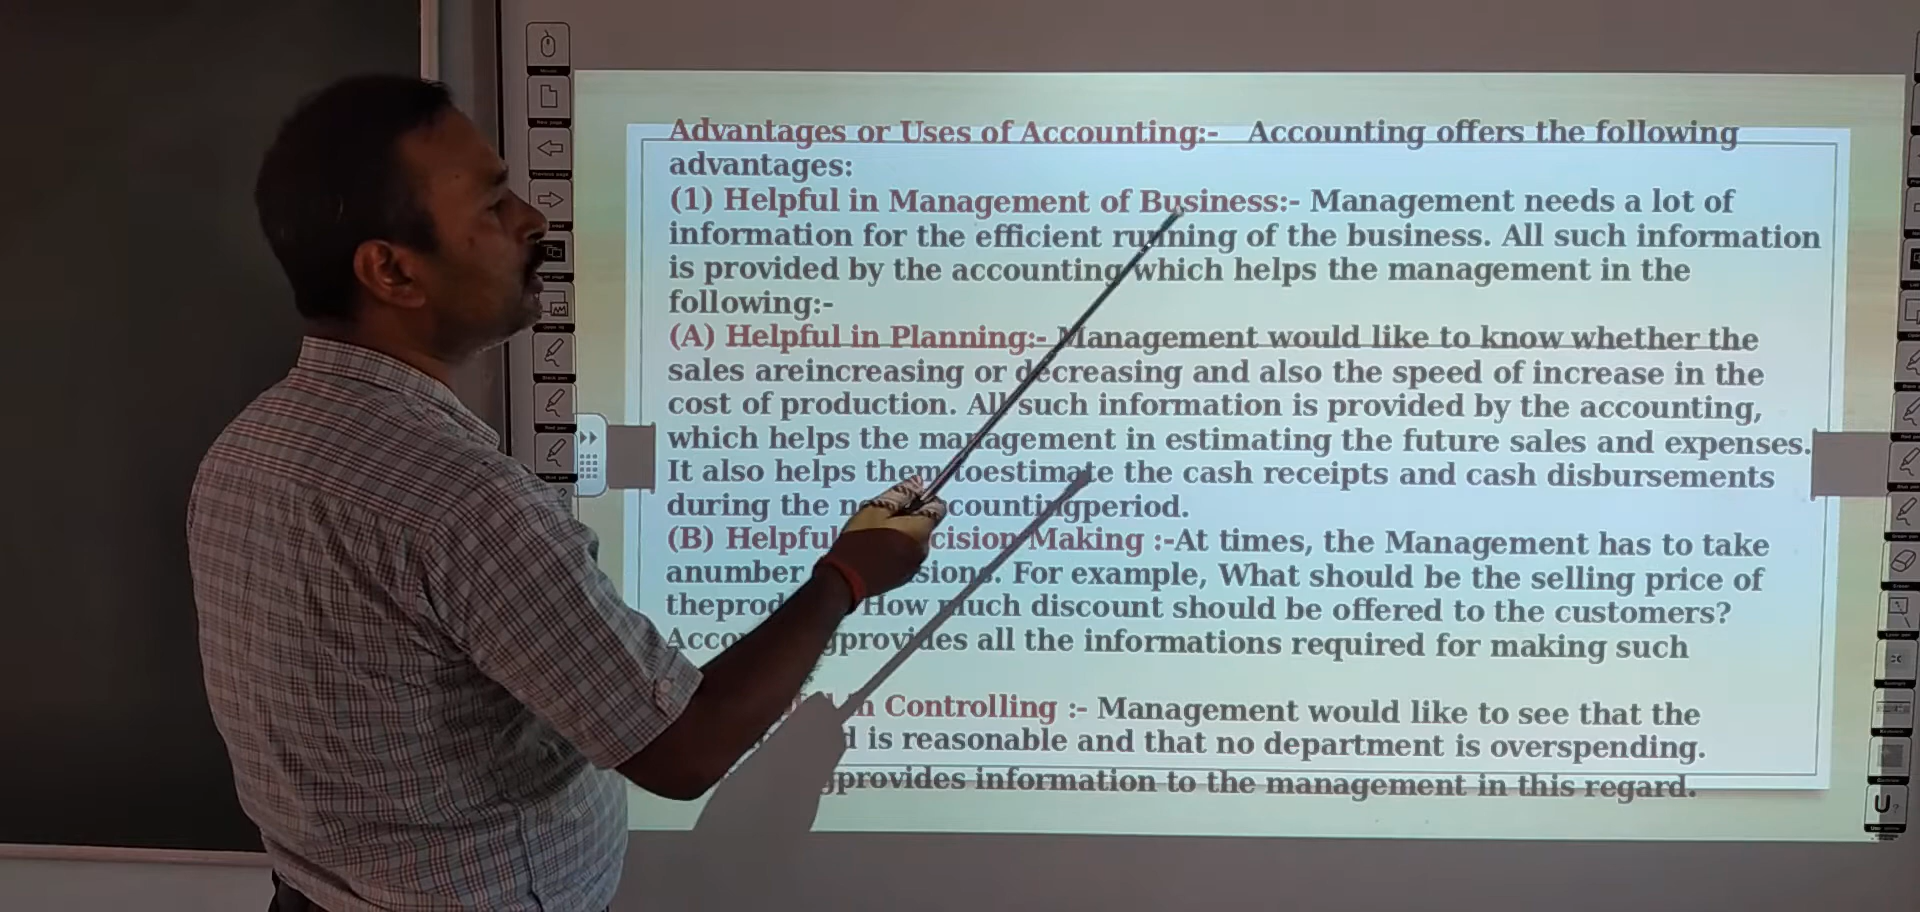 Advantages or Uses of Accounting:- Accounting offers the following
advantages:
(1) Helpful in Management of Business:- Management needs a lot of
information for the efficient running of the business. All such information
is provided by the accounting which helps the management in the
following:-
(A) Helpful in Planning:- Management would like to know whether the
sales areincreasing or decreasing and also the speed of increase in the
cost of production. All such information is provided by the accounting,
which helps the management in estimating the future sales and expenses.
It also helps them toestimate the cash receipts and cash disbursements
during the countingperiod.
(B) Helpful cision Making :-At times, the Management has to take
anumber sions. For example, What should be the selling price of
theprod How much discount should be offered to the customers?
Acco gprovides all the informations required for making such
in Controlling :- Management would like to see that the
is reasonable and that no department is overspending.
gprovides information to the management in this regard.